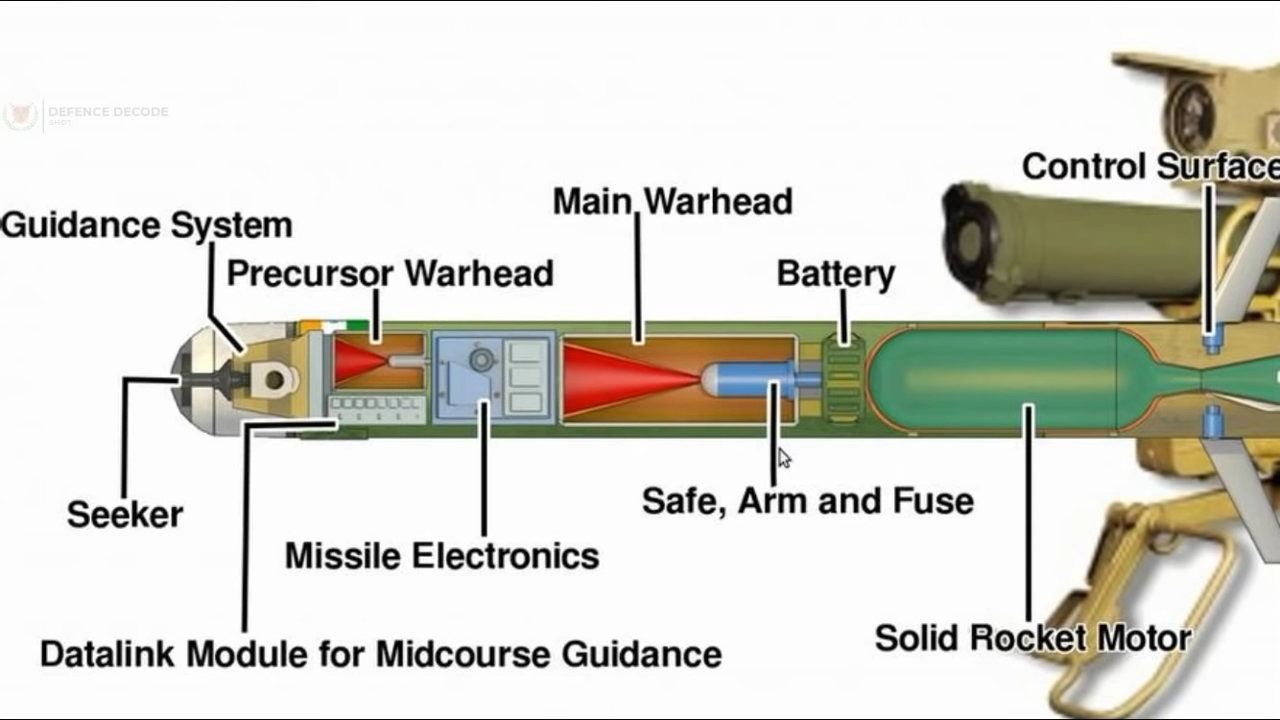 DEFENCE DECODE
SHOT
Control Surface
Main Warhead
Guidance System
Precursor Warhead
Battery
Safe, Arm and Fuse
Seeker
Missile Electronics
Solid Rocket Motor
Datalink Module for Midcourse Guidance